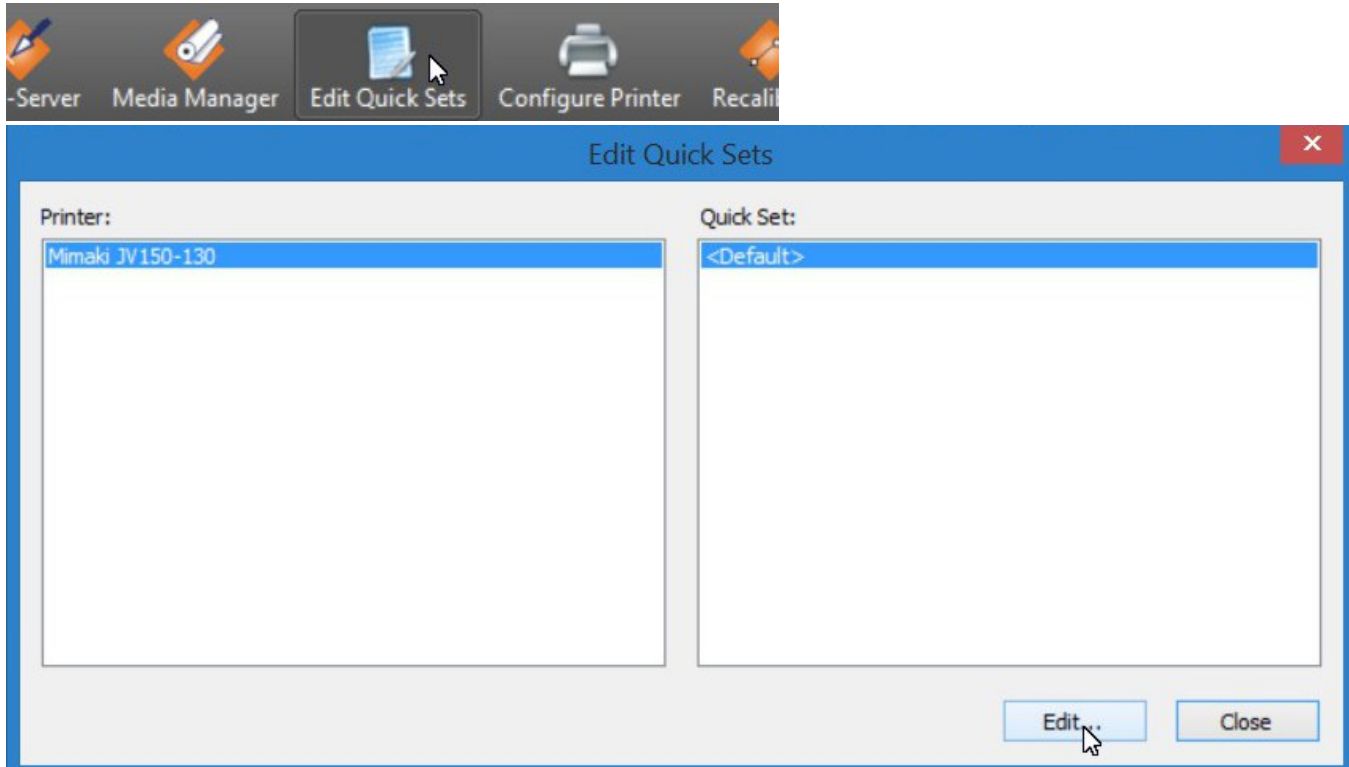 -Server Media Manager Edit Quick Sets Configure Printer Recali
Edit Quick Sets
Printer: Quick Set:
Mimaki JV150-130 <Default>
Edit... Close